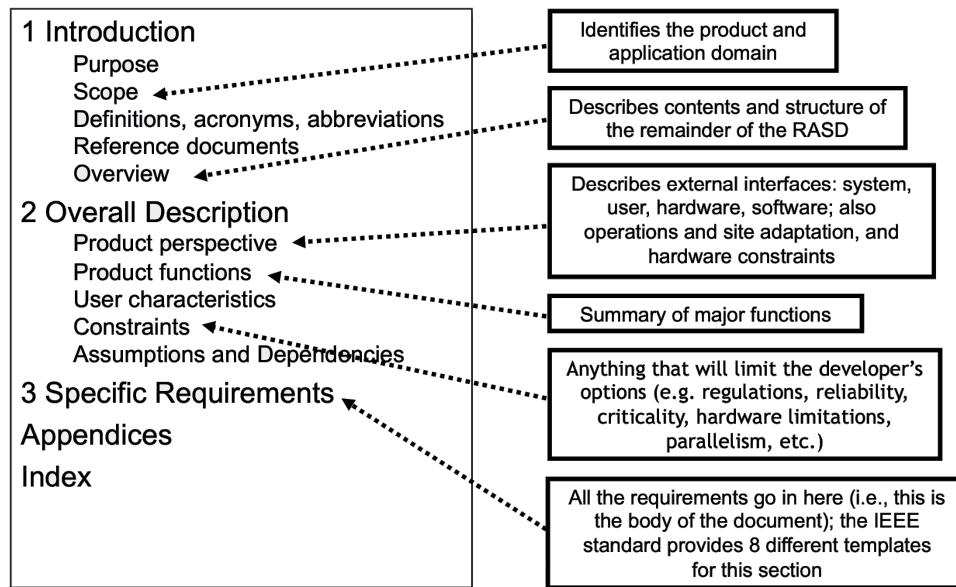 1 Introduction
Purpose
Scope
Definitions, acronyms, abbreviations
Reference documents
Overview
2 Overall Description
Product perspective
Product functions
User characteristics
Constraints
Assumptions and Dependencies
3 Specific Requirements
Appendices
Index
Identifies the product and
application domain
Describes contents and structure of
the remainder of the RASD
Describes external interfaces: system,
user, hardware, software; also
operations and site adaptation, and
hardware constraints
Summary of major functions
Anything that will limit the developer’s
options (e.g. regulations, reliability,
criticality, hardware limitations,
parallelism, etc.)
All the requirements go in here (i.e., this is
the body of the document); the IEEE
standard provides 8 different templates
for this section